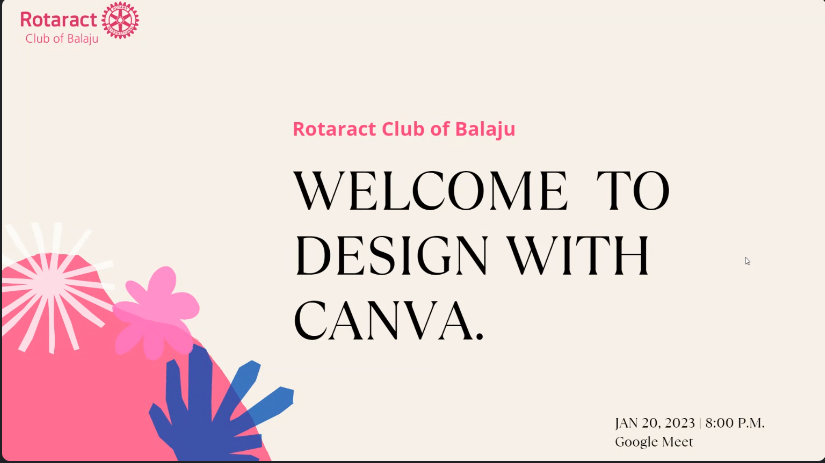 Rotaract
Club of Balaju
Rotaract Club of Balaju
WELCOME TO
DESIGN WITH
CANVA.
JAN 20, 2023 | 8:00 P.M.
Google Meet